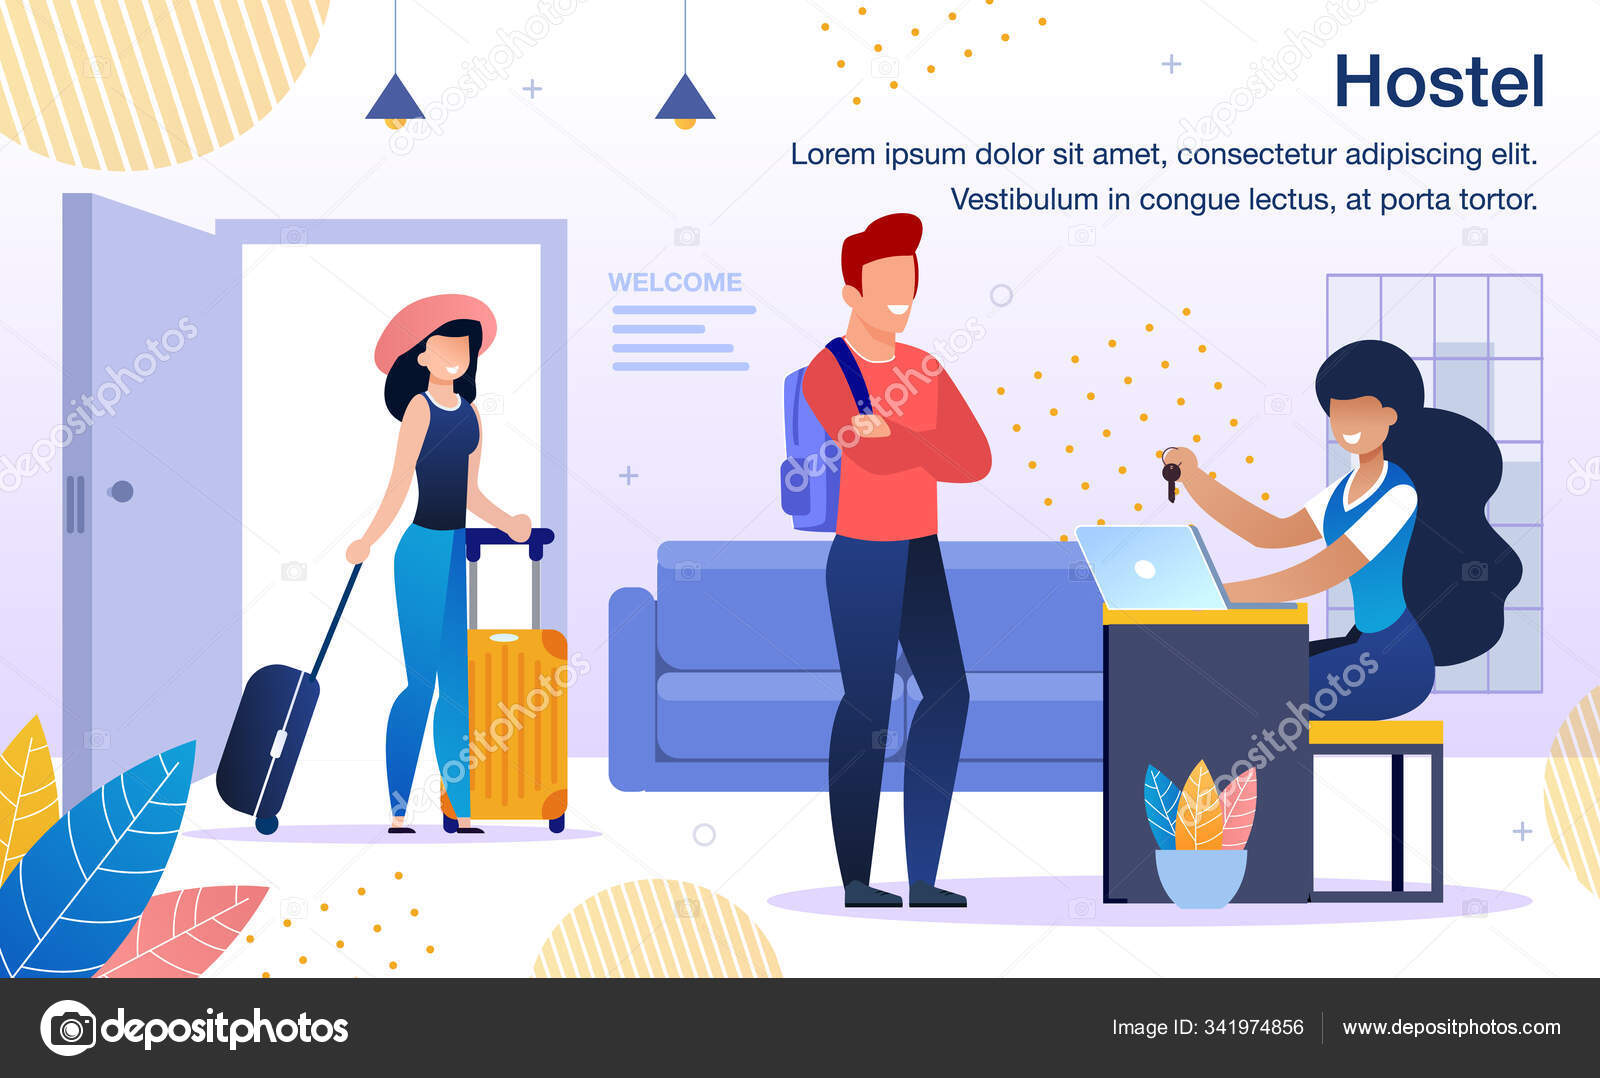 Hostel
Lorem ipsum dolor sit amet, consectetur adipiscing elit.
Vestibulum in congue lectus, at porta tortor.
WELCOME
depositphotos
Image ID: 341974856
www.depositphotos.com